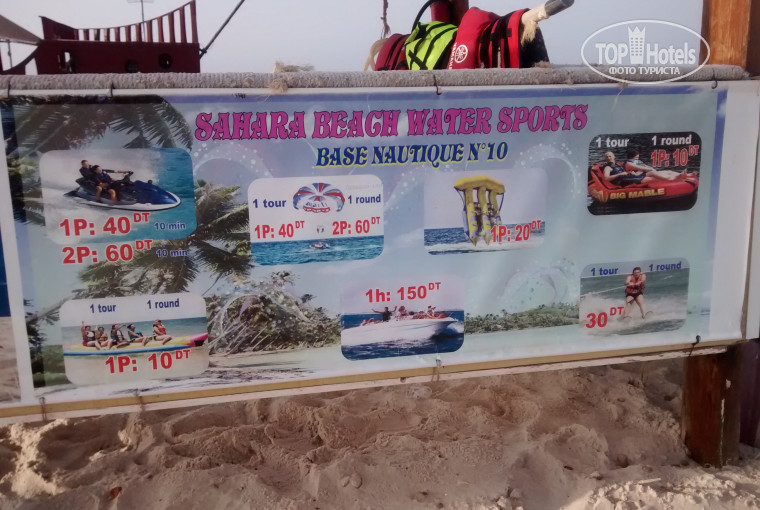 TOP Hotels
ФОТО ТУРИСТА
SAHARA BEACH WATER SPORTS
BASE NAUTIQUE N°10
1P: 40 DT 10 min
2P: 60 DT 10 min
1 tour 1 round
1P: 40 DT 2P: 60 DT
1P: 20 DT
1 tour 1 round
1P: 10 DT
BIG MABLE
1 tour 1 round
1P: 10 DT
1h: 150 DT
1 tour 1 round
30 DT